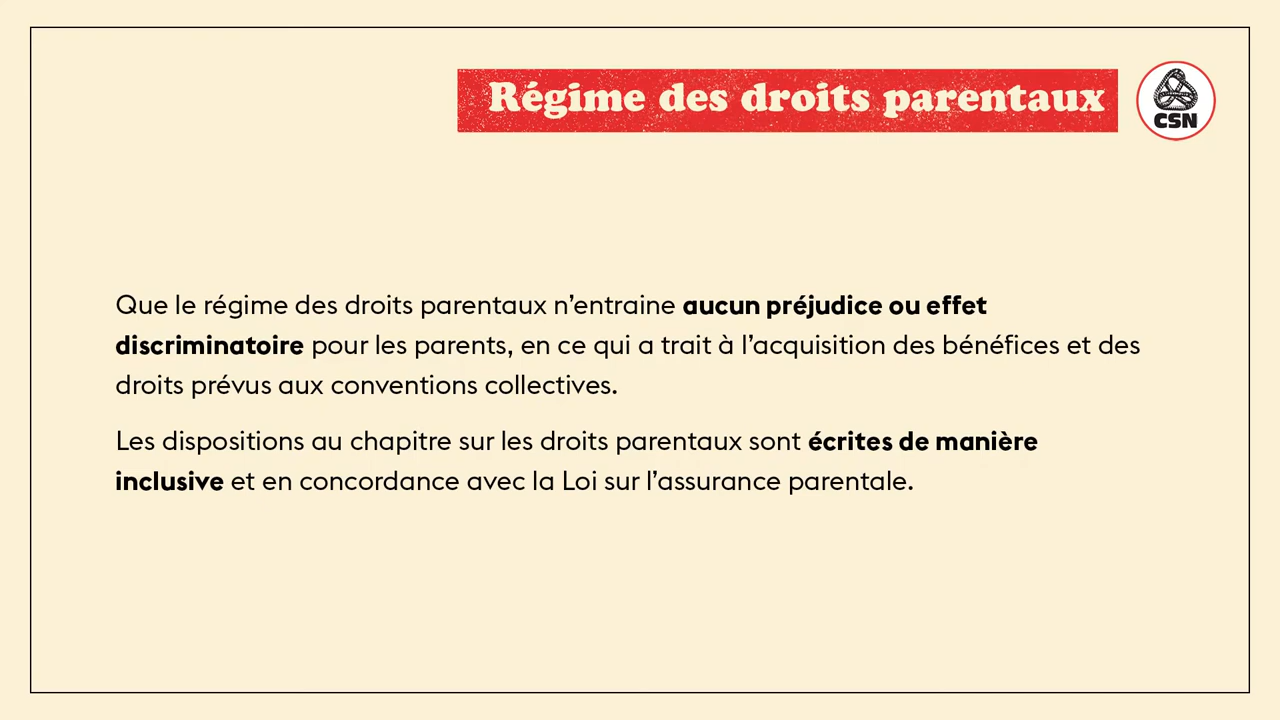 Régime des droits parentaux
CSN
Que le régime des droits parentaux n’entraine aucun préjudice ou effet
discriminatoire pour les parents, en ce qui a trait à l’acquisition des bénéfices et des
droits prévus aux conventions collectives.
Les dispositions au chapitre sur les droits parentaux sont écrites de manière
inclusive et en concordance avec la Loi sur l’assurance parentale.